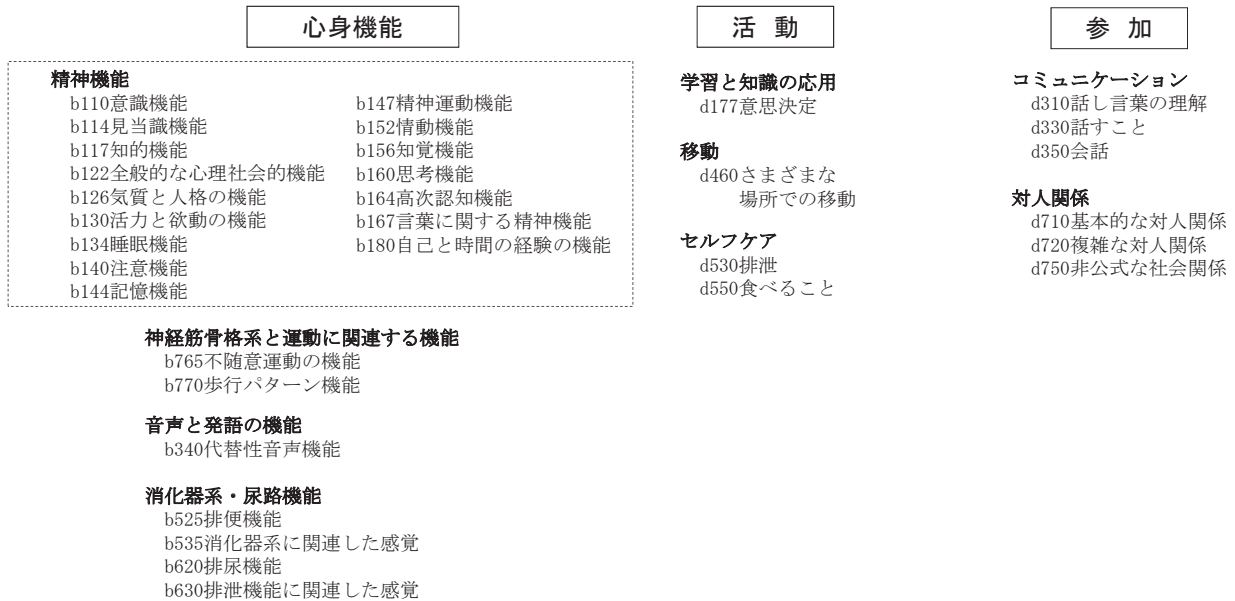 心身機能
精神機能
b110意識機能
b114見当識機能
b117知的機能
b122全般的な心理社会的機能
b126気質と人格の機能
b130活力と欲動の機能
b134睡眠機能
b140注意機能
b144記憶機能
b147精神運動機能
b152情動機能
b156知覚機能
b160思考機能
b164高次認知機能
b167言葉に関する精神機能
b180自己と時間の経験の機能
神経筋骨格系と運動に関連する機能
b765不随意運動の機能
b770歩行パターン機能
音声と発語の機能
b340代替性音声機能
消化器系・尿路機能
b525排便機能
b535消化器系に関連した感覚
b620排尿機能
b630排泄機能に関連した感覚
活 動
学習と知識の応用
d177意思決定
移動
d460さまざまな
場所での移動
セルフケア
d530排泄
d550食べること
参 加
コミュニケーション
d310話し言葉の理解
d330話すこと
d350会話
対人関係
d710基本的な対人関係
d720複雑な対人関係
d750非公式な社会関係